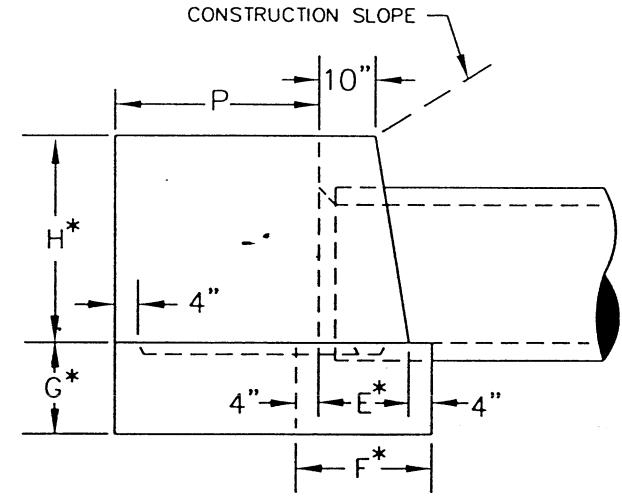 CONSTRUCTION SLOPE
10"
P
H*
4"
G*
4"
E*
4"
F*